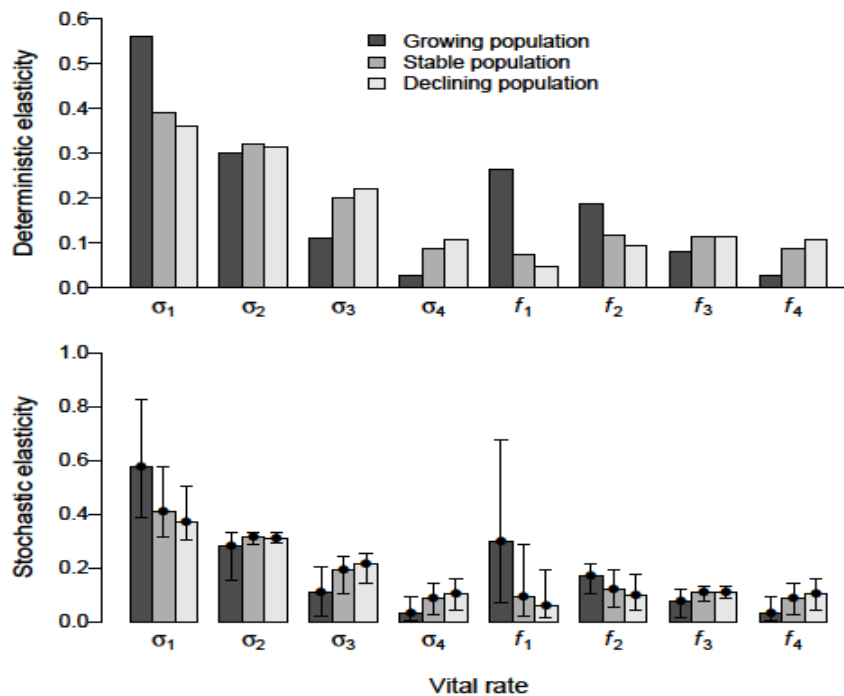 Deterministic elasticity
0.6
0.5
0.4
0.3
0.2
0.1
0.0
Growing population
Stable population
Declining population
σ1 σ2 σ3 σ4 f1 f2 f3 f4
Stochastic elasticity
1.0
0.8
0.6
0.4
0.2
0.0
σ1 σ2 σ3 σ4 f1 f2 f3 f4
Vital rate